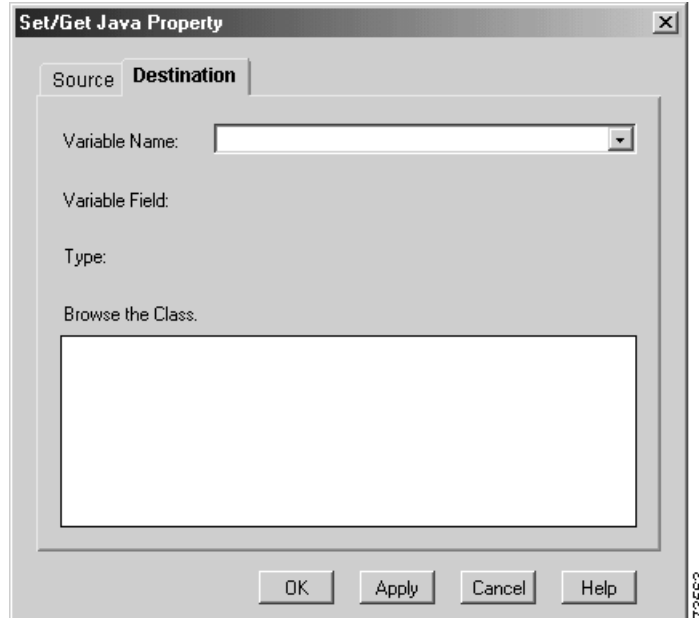 Set/Get Java Property
Source
Destination
Variable Name:
Variable Field:
Type:
Browse the Class.
OK
Apply
Cancel
Help